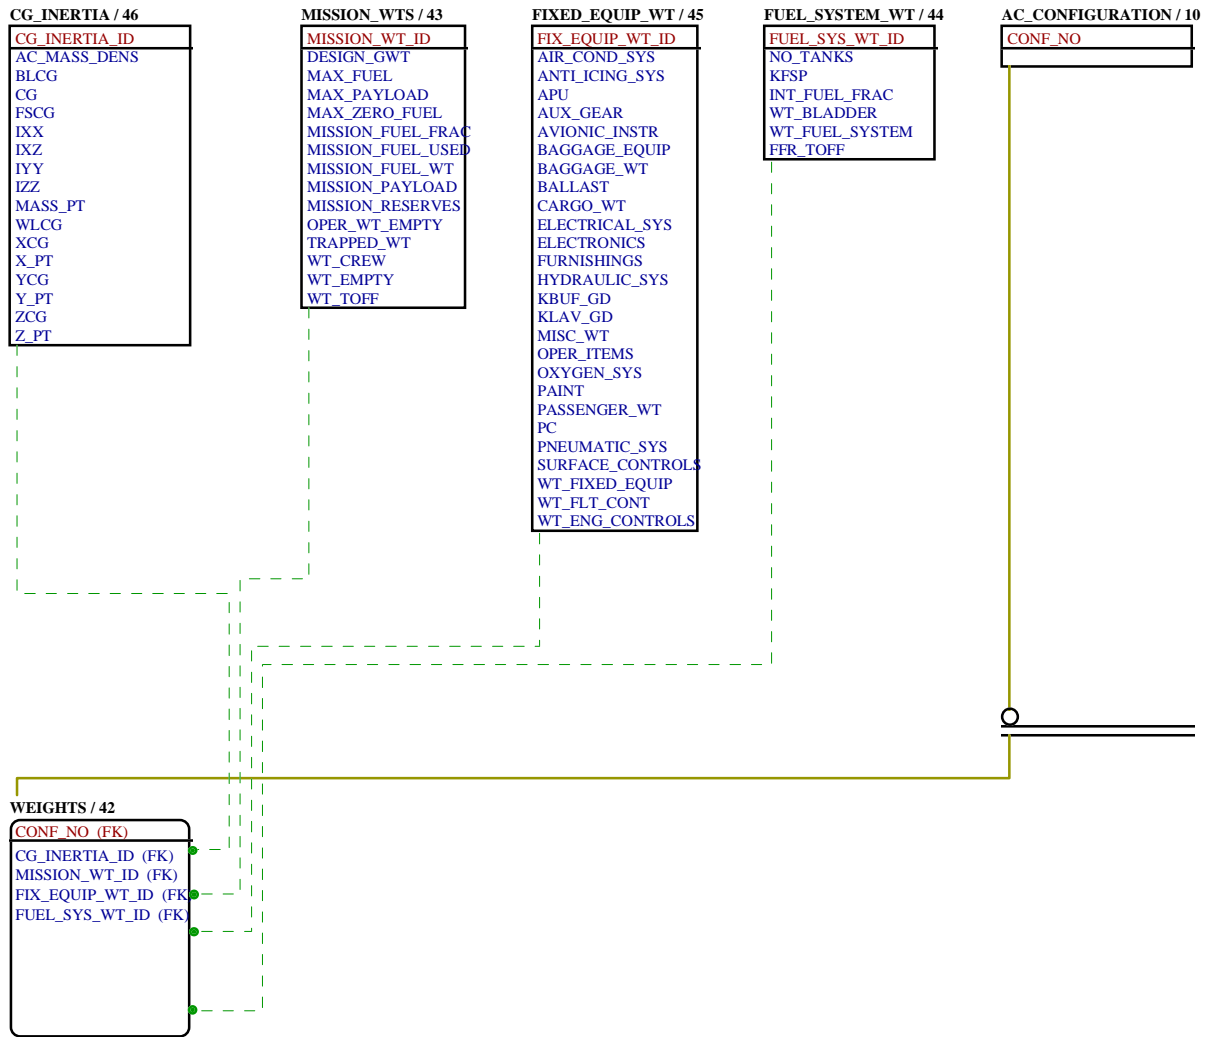 CG_INERTIA / 46
CG_INERTIA_ID
AC_MASS_DENS
BLCG
CG
FSCG
IXX
IXZ
IYY
IZZ
MASS_PT
WLCG
XCG
X_PT
YCG
Y_PT
ZCG
Z_PT
MISSION_WTS / 43
MISSION_WT_ID
DESIGN_GWT
MAX_FUEL
MAX_PAYLOAD
MAX_ZERO_FUEL
MISSION_FUEL_FRAC
MISSION_FUEL_USED
MISSION_FUEL_WT
MISSION_PAYLOAD
MISSION_RESERVES
OPER_WT_EMPTY
TRAPPED_WT
WT_CREW
WT_EMPTY
WT_TOFF
FIXED_EQUIP_WT / 45
FIX_EQUIP_WT_ID
AIR_COND_SYS
ANTI_ICING_SYS
APU
AUX_GEAR
AVIONIC_INSTR
BAGGAGE_EQUIP
BAGGAGE_WT
BALLAST
CARGO_WT
ELECTRICAL_SYS
ELECTRONICS
FURNISHINGS
HYDRAULIC_SYS
KBUF_GD
KLAV_GD
MISC_WT
OPER_ITEMS
OXYGEN_SYS
PAINT
PASSENGER_WT
PC
PNEUMATIC_SYS
SURFACE_CONTROLS
WT_FIXED_EQUIP
WT_FLT_CONT
WT_ENG_CONTROLS
FUEL_SYSTEM_WT / 44
FUEL_SYS_WT_ID
NO_TANKS
KFSP
INT_FUEL_FRAC
WT_BLADDER
WT_FUEL_SYSTEM
FFR_TOFF
AC_CONFIGURATION / 10
CONF_NO
WEIGHTS / 42
CONF_NO (FK)
CG_INERTIA_ID (FK)
MISSION_WT_ID (FK)
FIX_EQUIP_WT_ID (FK
FUEL_SYS_WT_ID (FK)